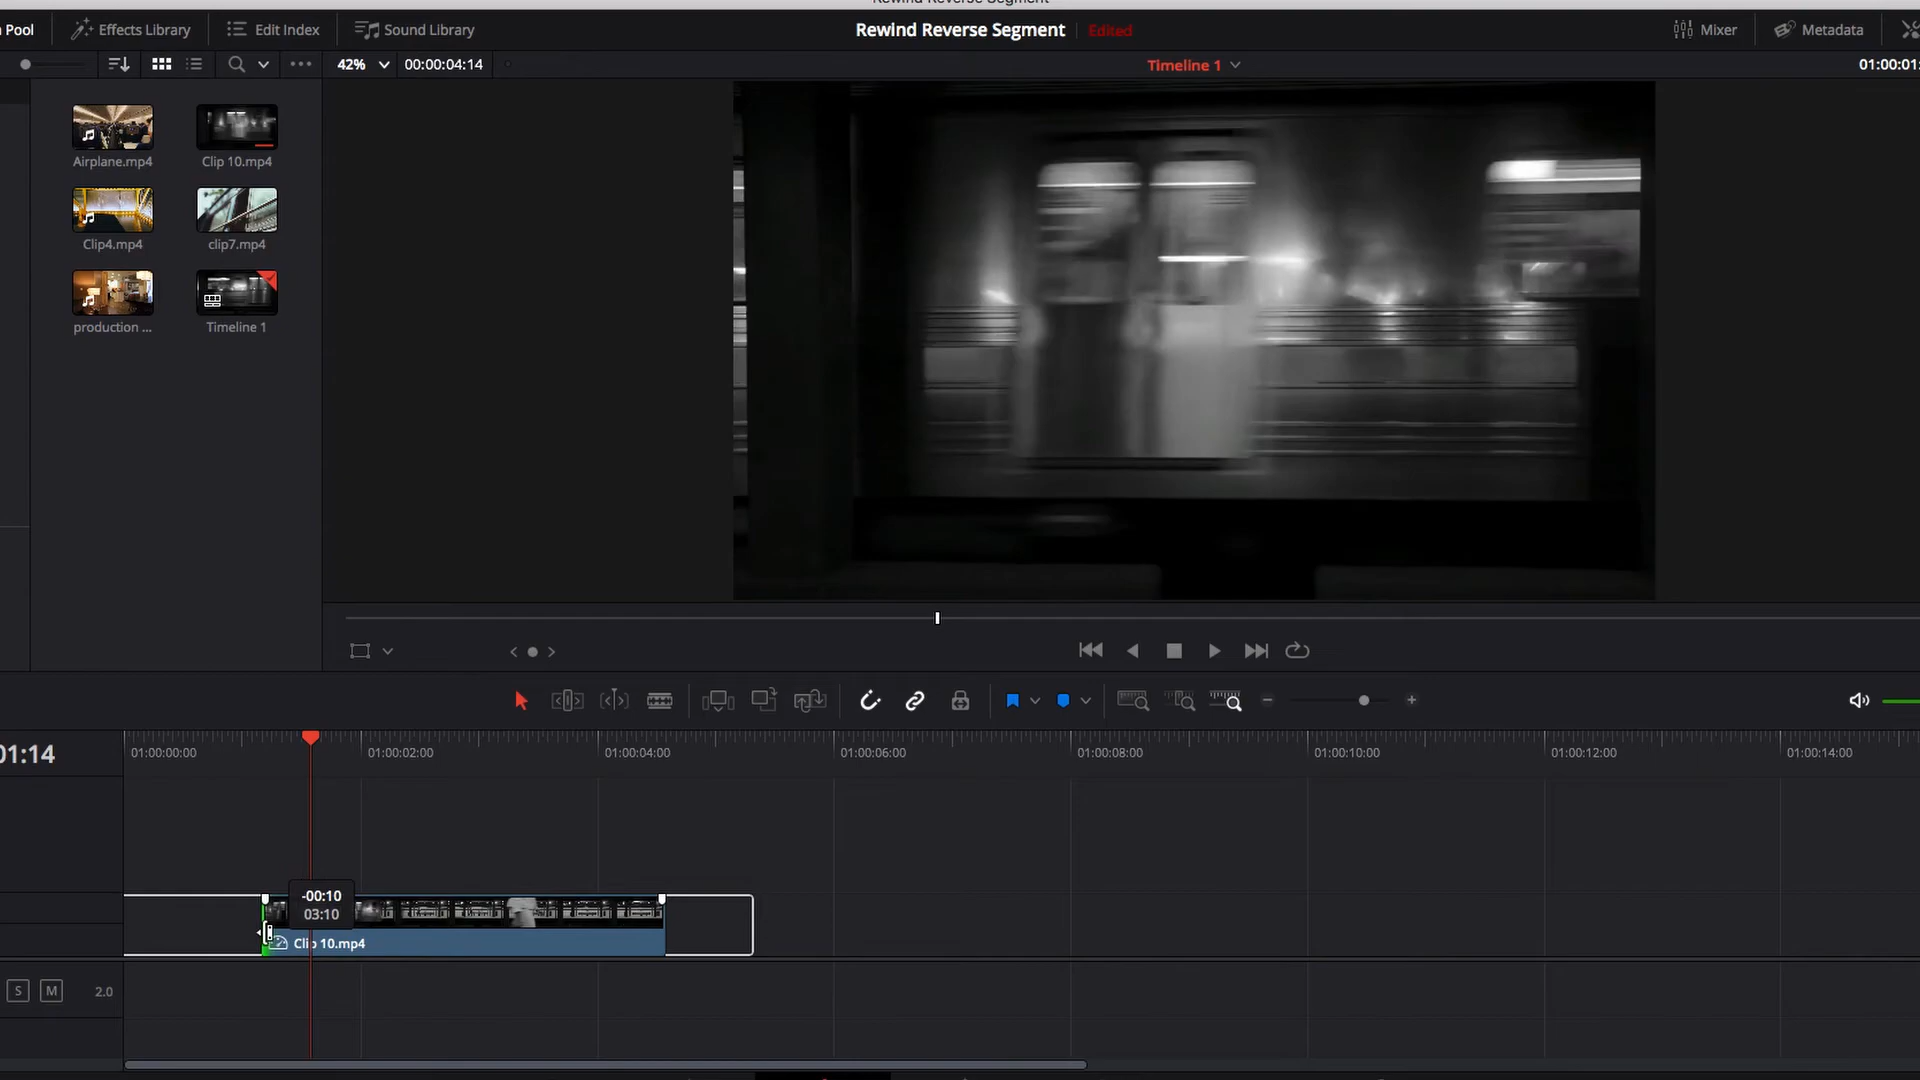 Rewind Reverse Segment
Pool
Effects Library
Edit Index
Sound Library
Rewind Reverse Segment
Edited
Mixer
Metadata
42%
00:00:04:14
Timeline 1
01:00:01:
Airplane.mp4
Clip 10.mp4
Clip4.mp4
clip7.mp4
production ...
Timeline 1
01:14
01:00:00:00
01:00:02:00
01:00:04:00
01:00:06:00
01:00:08:00
01:00:10:00
01:00:12:00
01:00:14:00
-00:10
03:10
Clip 10.mp4
S
M
2.0